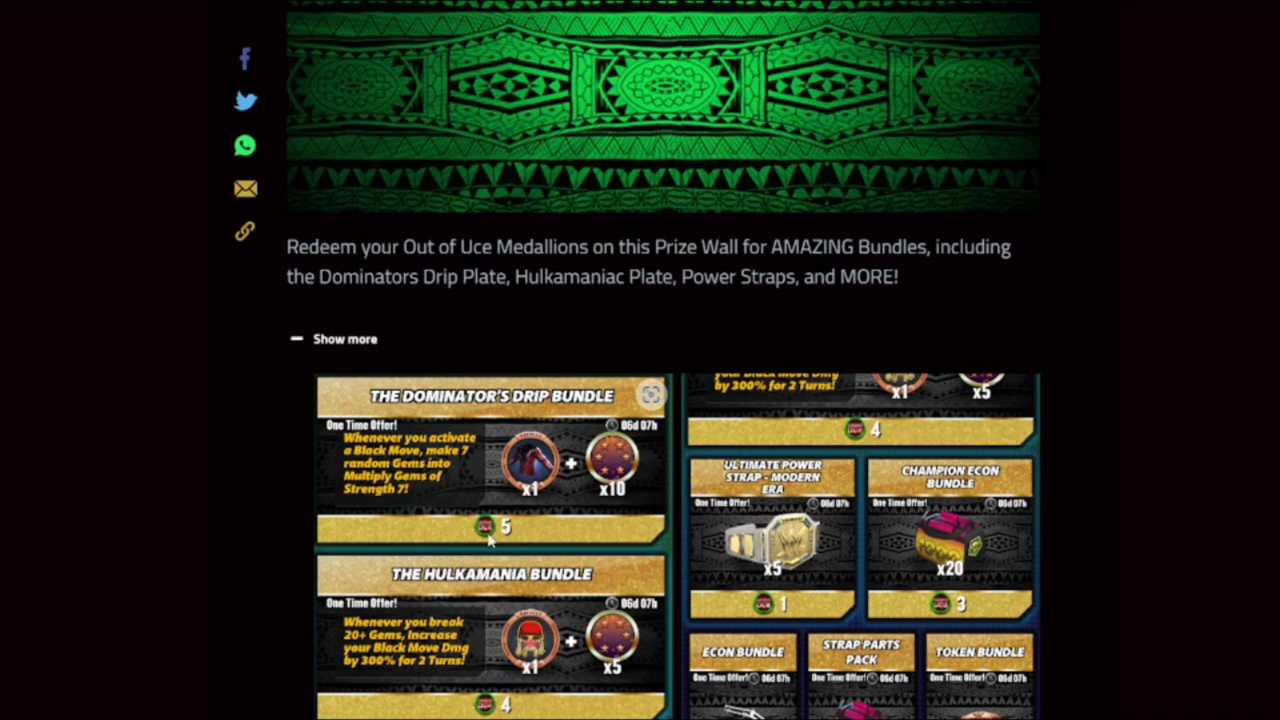 Redeem your Out of Uce Medallions on this Prize Wall for AMAZING Bundles, including
the Dominators Drip Plate, Hulkamaniac Plate, Power Straps, and MORE!
Show more
THE DOMINATOR'S DRIP BUNDLE
One Time Offer!
06d 07h
Whenever you activate
a Black Move, make 7
random Gems into
Multiply Gems of
Strength 7!
x1
x10
5
THE HULKAMANIA BUNDLE
One Time Offer!
06d 07h
Whenever you break
20+ Gems, Increase
your Black Move Dmg
by 300% for 2 Turns!
x1
x5
4
your Black Move Dmg
by 300% for 2 Turns!
x1
x5
4
ULTIMATE POWER
STRAP - MODERN
ERA
One Time Offer!
06d 07h
x5
1
CHAMPION ECON
BUNDLE
One Time Offer!
06d 07h
x20
3
ECON BUNDLE
One Time Offer!
06d 07h
STRAP PARTS
PACK
One Time Offer!
06d 07h
TOKEN BUNDLE
One Time Offer!
06d 07h